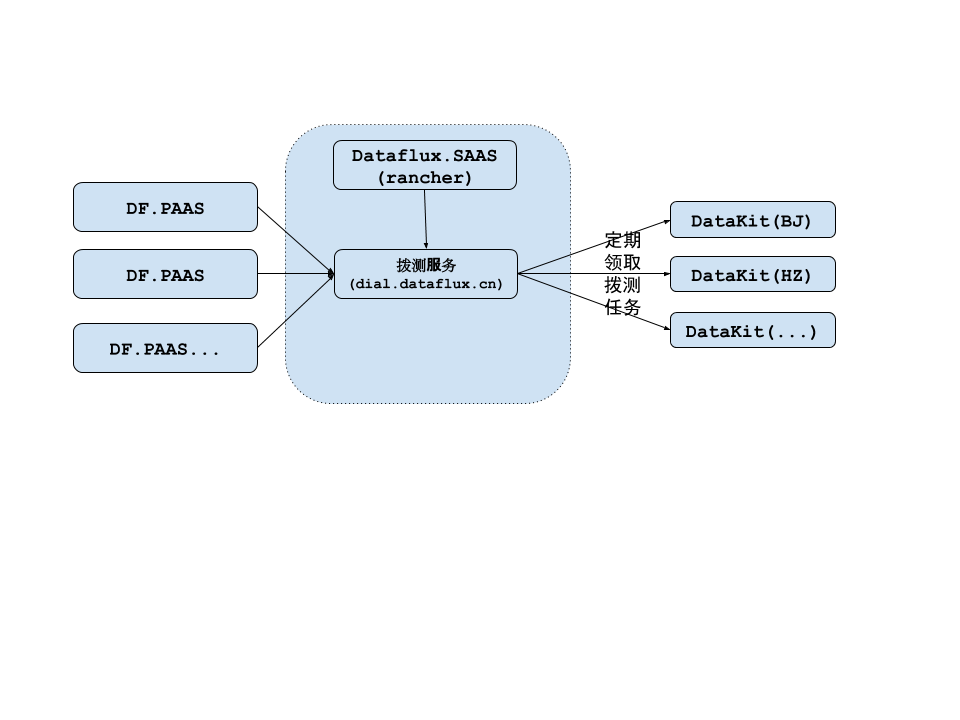 Dataflux.SAAS
(rancher)
DF.PAAS
DF.PAAS
DF.PAAS...
拨测服务
(dial.dataflux.cn)
定期
领取
拨测
任务
DataKit(BJ)
DataKit(HZ)
DataKit(...)